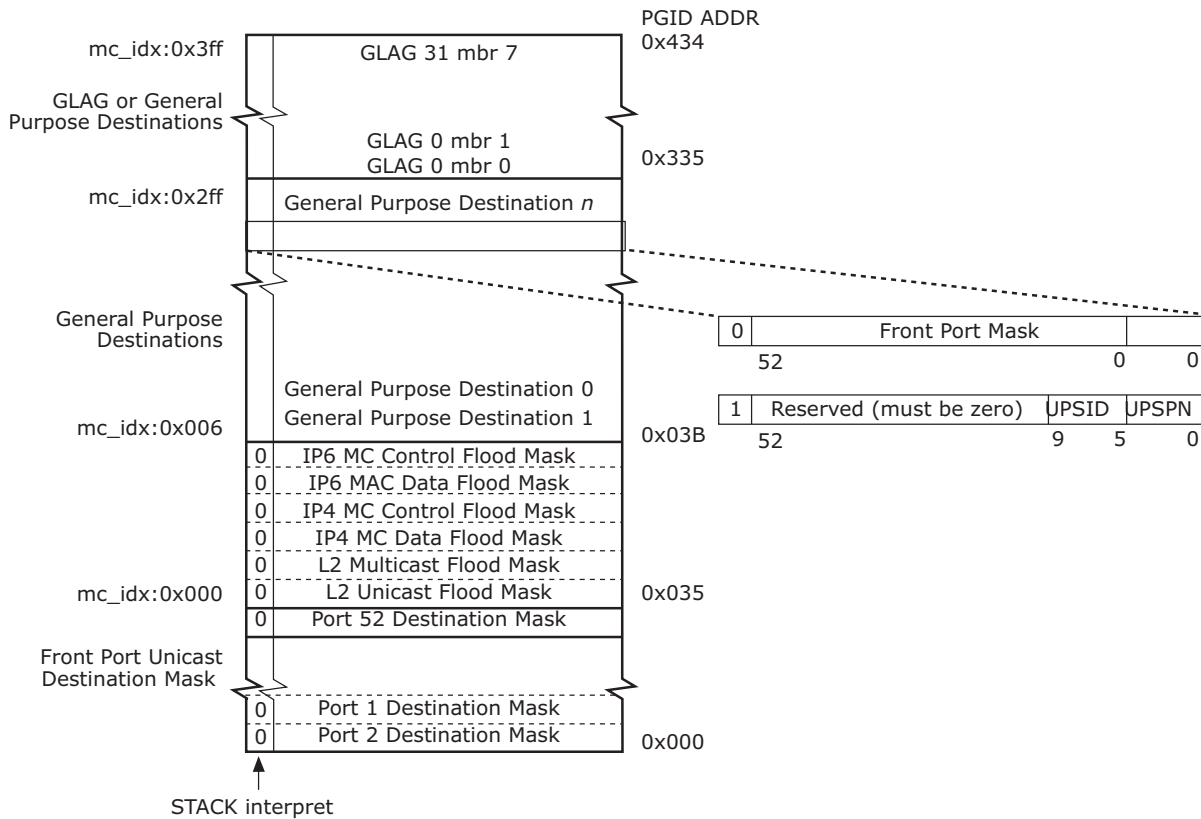 PGID ADDR
mc_idx:0x3ff
GLAG 31 mbr 7
0x434
GLAG or General
Purpose Destinations
GLAG 0 mbr 1
GLAG 0 mbr 0
0x335
mc_idx:0x2ff
General Purpose Destination n
General Purpose
Destinations
0 Front Port Mask
52 0 0
General Purpose Destination 0
General Purpose Destination 1
1 Reserved (must be zero) UPSID UPSPN
52 9 5 0
mc_idx:0x006
0x03B
0 IP6 MC Control Flood Mask
0 IP6 MAC Data Flood Mask
0 IP4 MC Control Flood Mask
0 IP4 MC Data Flood Mask
0 L2 Multicast Flood Mask
mc_idx:0x000
0 L2 Unicast Flood Mask
0x035
0 Port 52 Destination Mask
Front Port Unicast
Destination Mask
0 Port 1 Destination Mask
0 Port 2 Destination Mask
0x000
STACK interpret